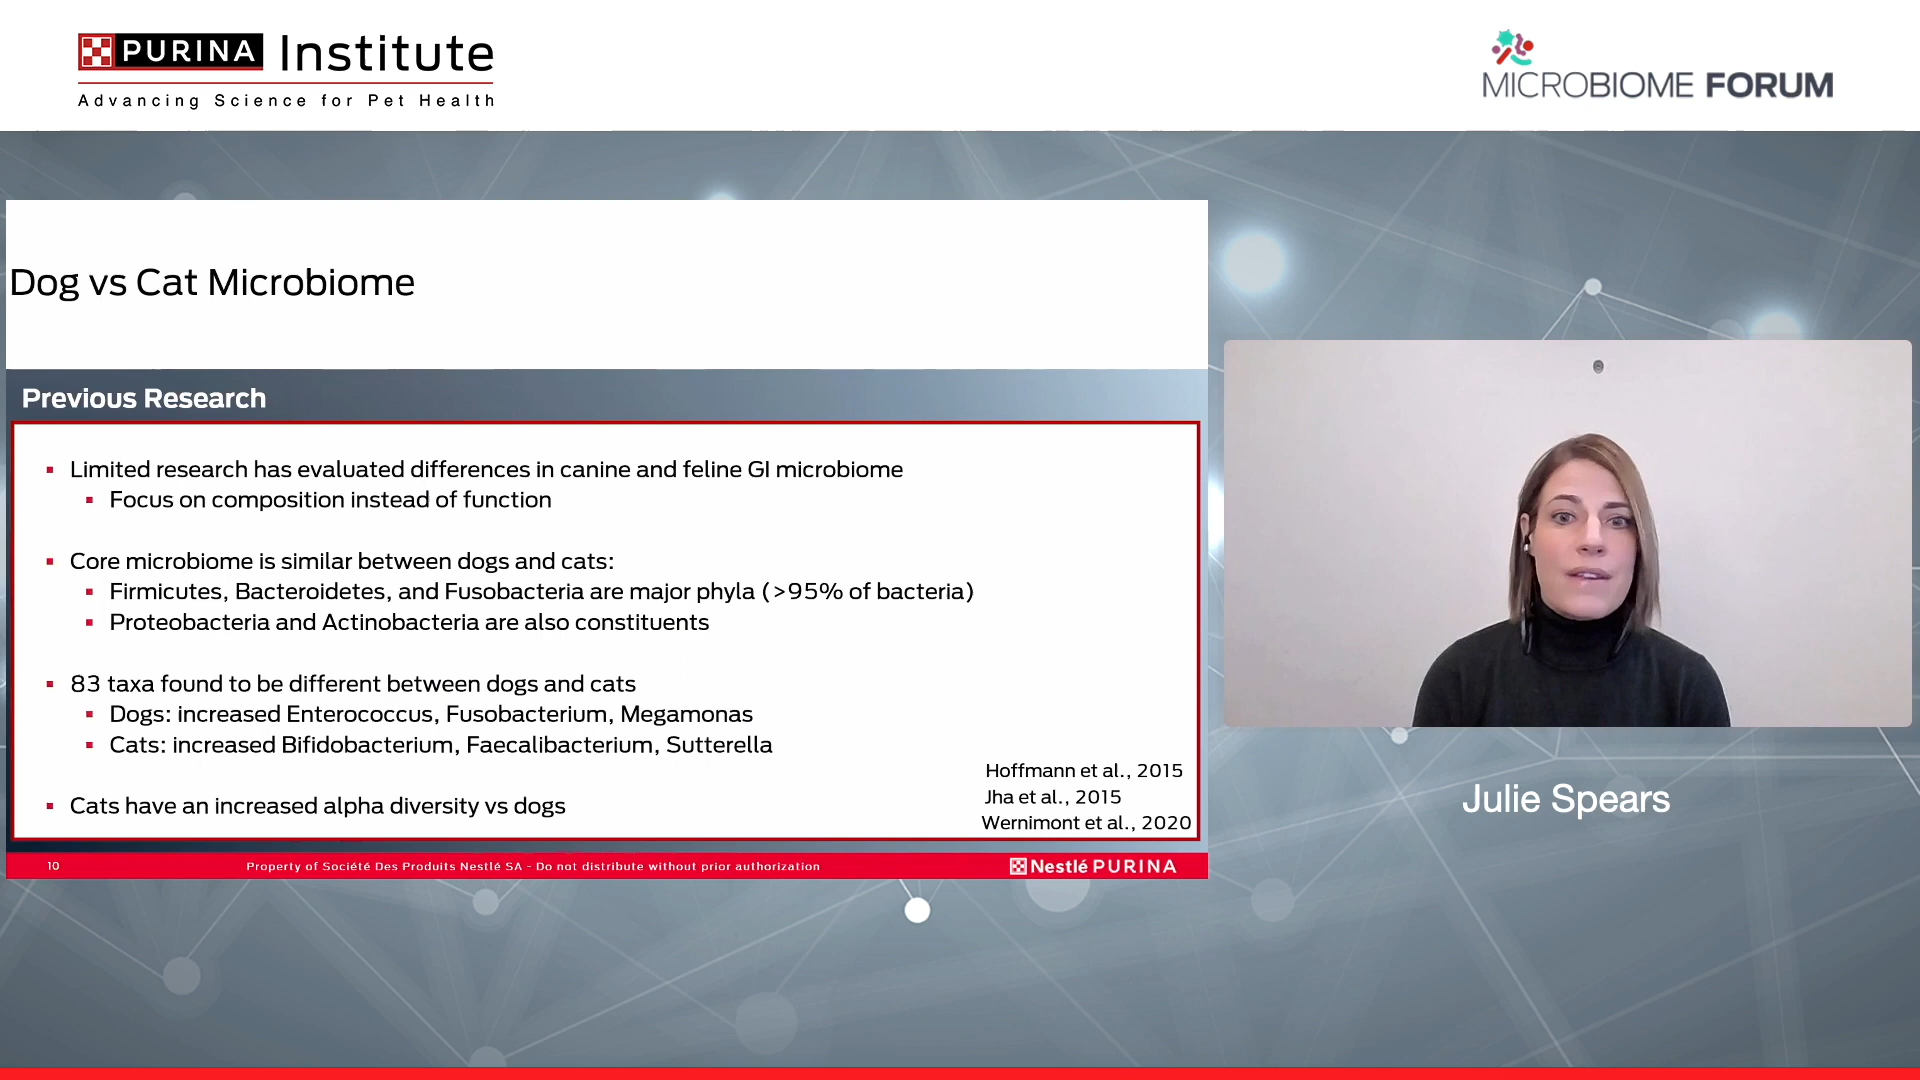 PURINA Institute
Advancing Science for Pet Health
MICROBIOME FORUM
Dog vs Cat Microbiome
Previous Research
Limited research has evaluated differences in canine and feline GI microbiome
Focus on composition instead of function
Core microbiome is similar between dogs and cats:
Firmicutes, Bacteroidetes, and Fusobacteria are major phyla (>95% of bacteria)
Proteobacteria and Actinobacteria are also constituents
83 taxa found to be different between dogs and cats
Dogs: increased Enterococcus, Fusobacterium, Megamonas
Cats: increased Bifidobacterium, Faecalibacterium, Sutterella
Cats have an increased alpha diversity vs dogs
Hoffmann et al., 2015
Jha et al., 2015
Wernimont et al., 2020
10
Property of Société Des Produits Nestlé SA - Do not distribute without prior authorization
Nestlé PURINA
Julie Spears